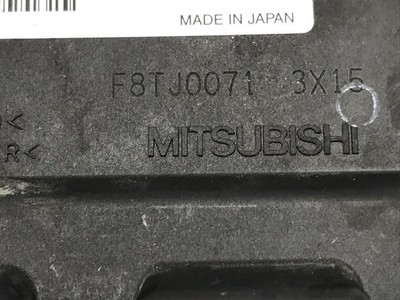 MADE IN JAPAN
F8TJ0071 3X15
R<
MITSUBISHI